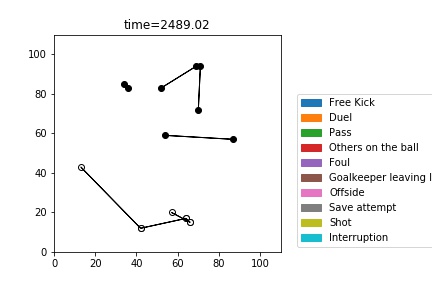 time=2489.02
100
80
60
40
20
0
0 20 40 60 80 100
Free Kick
Duel
Pass
Others on the ball
Foul
Goalkeeper leaving l
Offside
Save attempt
Shot
Interruption